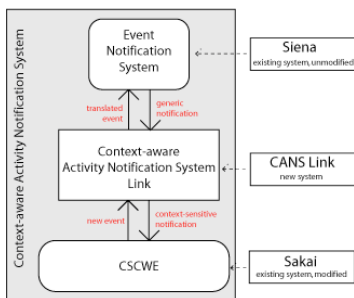 Context-aware Activity Notification System
Event
Notification
System
translated
event
generic
notification
Context-aware
Activity Notification System
Link
new event
context-sensitive
notification
CSCWE
Siena
existing system, unmodified
CANS Link
new system
Sakai
existing system, modified